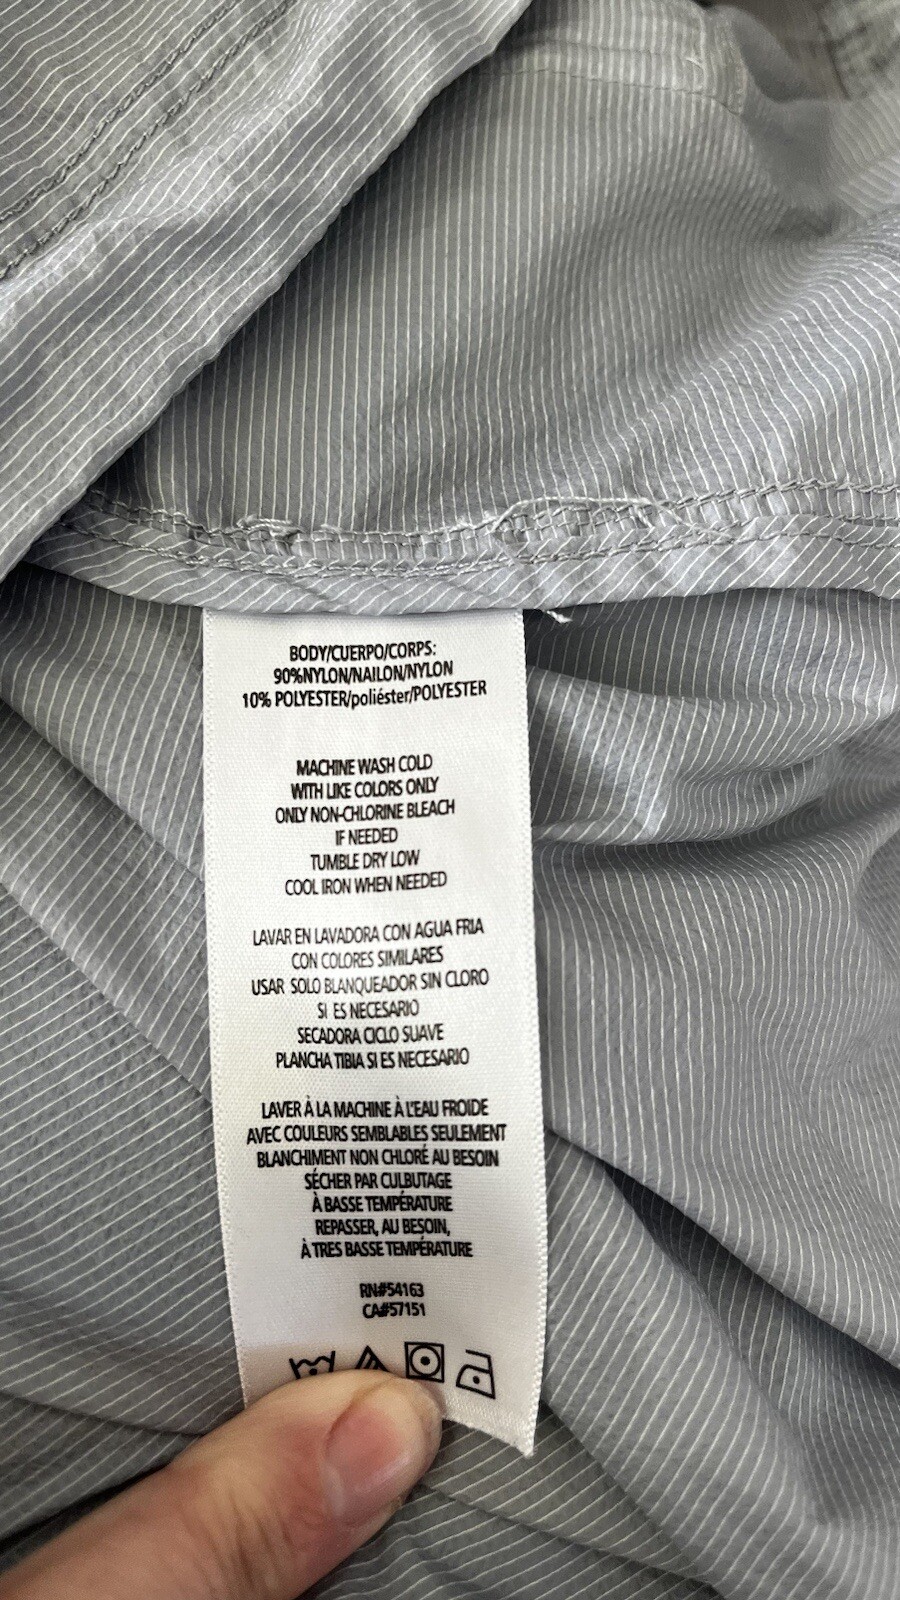 BODY/CUERPO/CORPS:
90%NYLON/NAILON/NYLON
10% POLYESTER/poliéster/POLYESTER
MACHINE WASH COLD
WITH LIKE COLORS ONLY
ONLY NON-CHLORINE BLEACH
IF NEEDED
TUMBLE DRY LOW
COOL IRON WHEN NEEDED
LAVAR EN LAVADORA CON AGUA FRIA
CON COLORES SIMILARES
USAR SOLO BLANQUEADOR SIN CLORO
SI ES NECESARIO
SECADORA CICLO SUAVE
PLANCHA TIBIA SI ES NECESARIO
LAVER À LA MACHINE À L'EAU FROIDE
AVEC COULEURS SEMBLABLES SEULEMENT
BLANCHIMENT NON CHLORÉ AU BESOIN
SÉCHER PAR CULBUTAGE
À BASSE TEMPÉRATURE
REPASSER, AU BESOIN,
À TRES BASSE TEMPÉRATURE
RN#54163
CA#57151